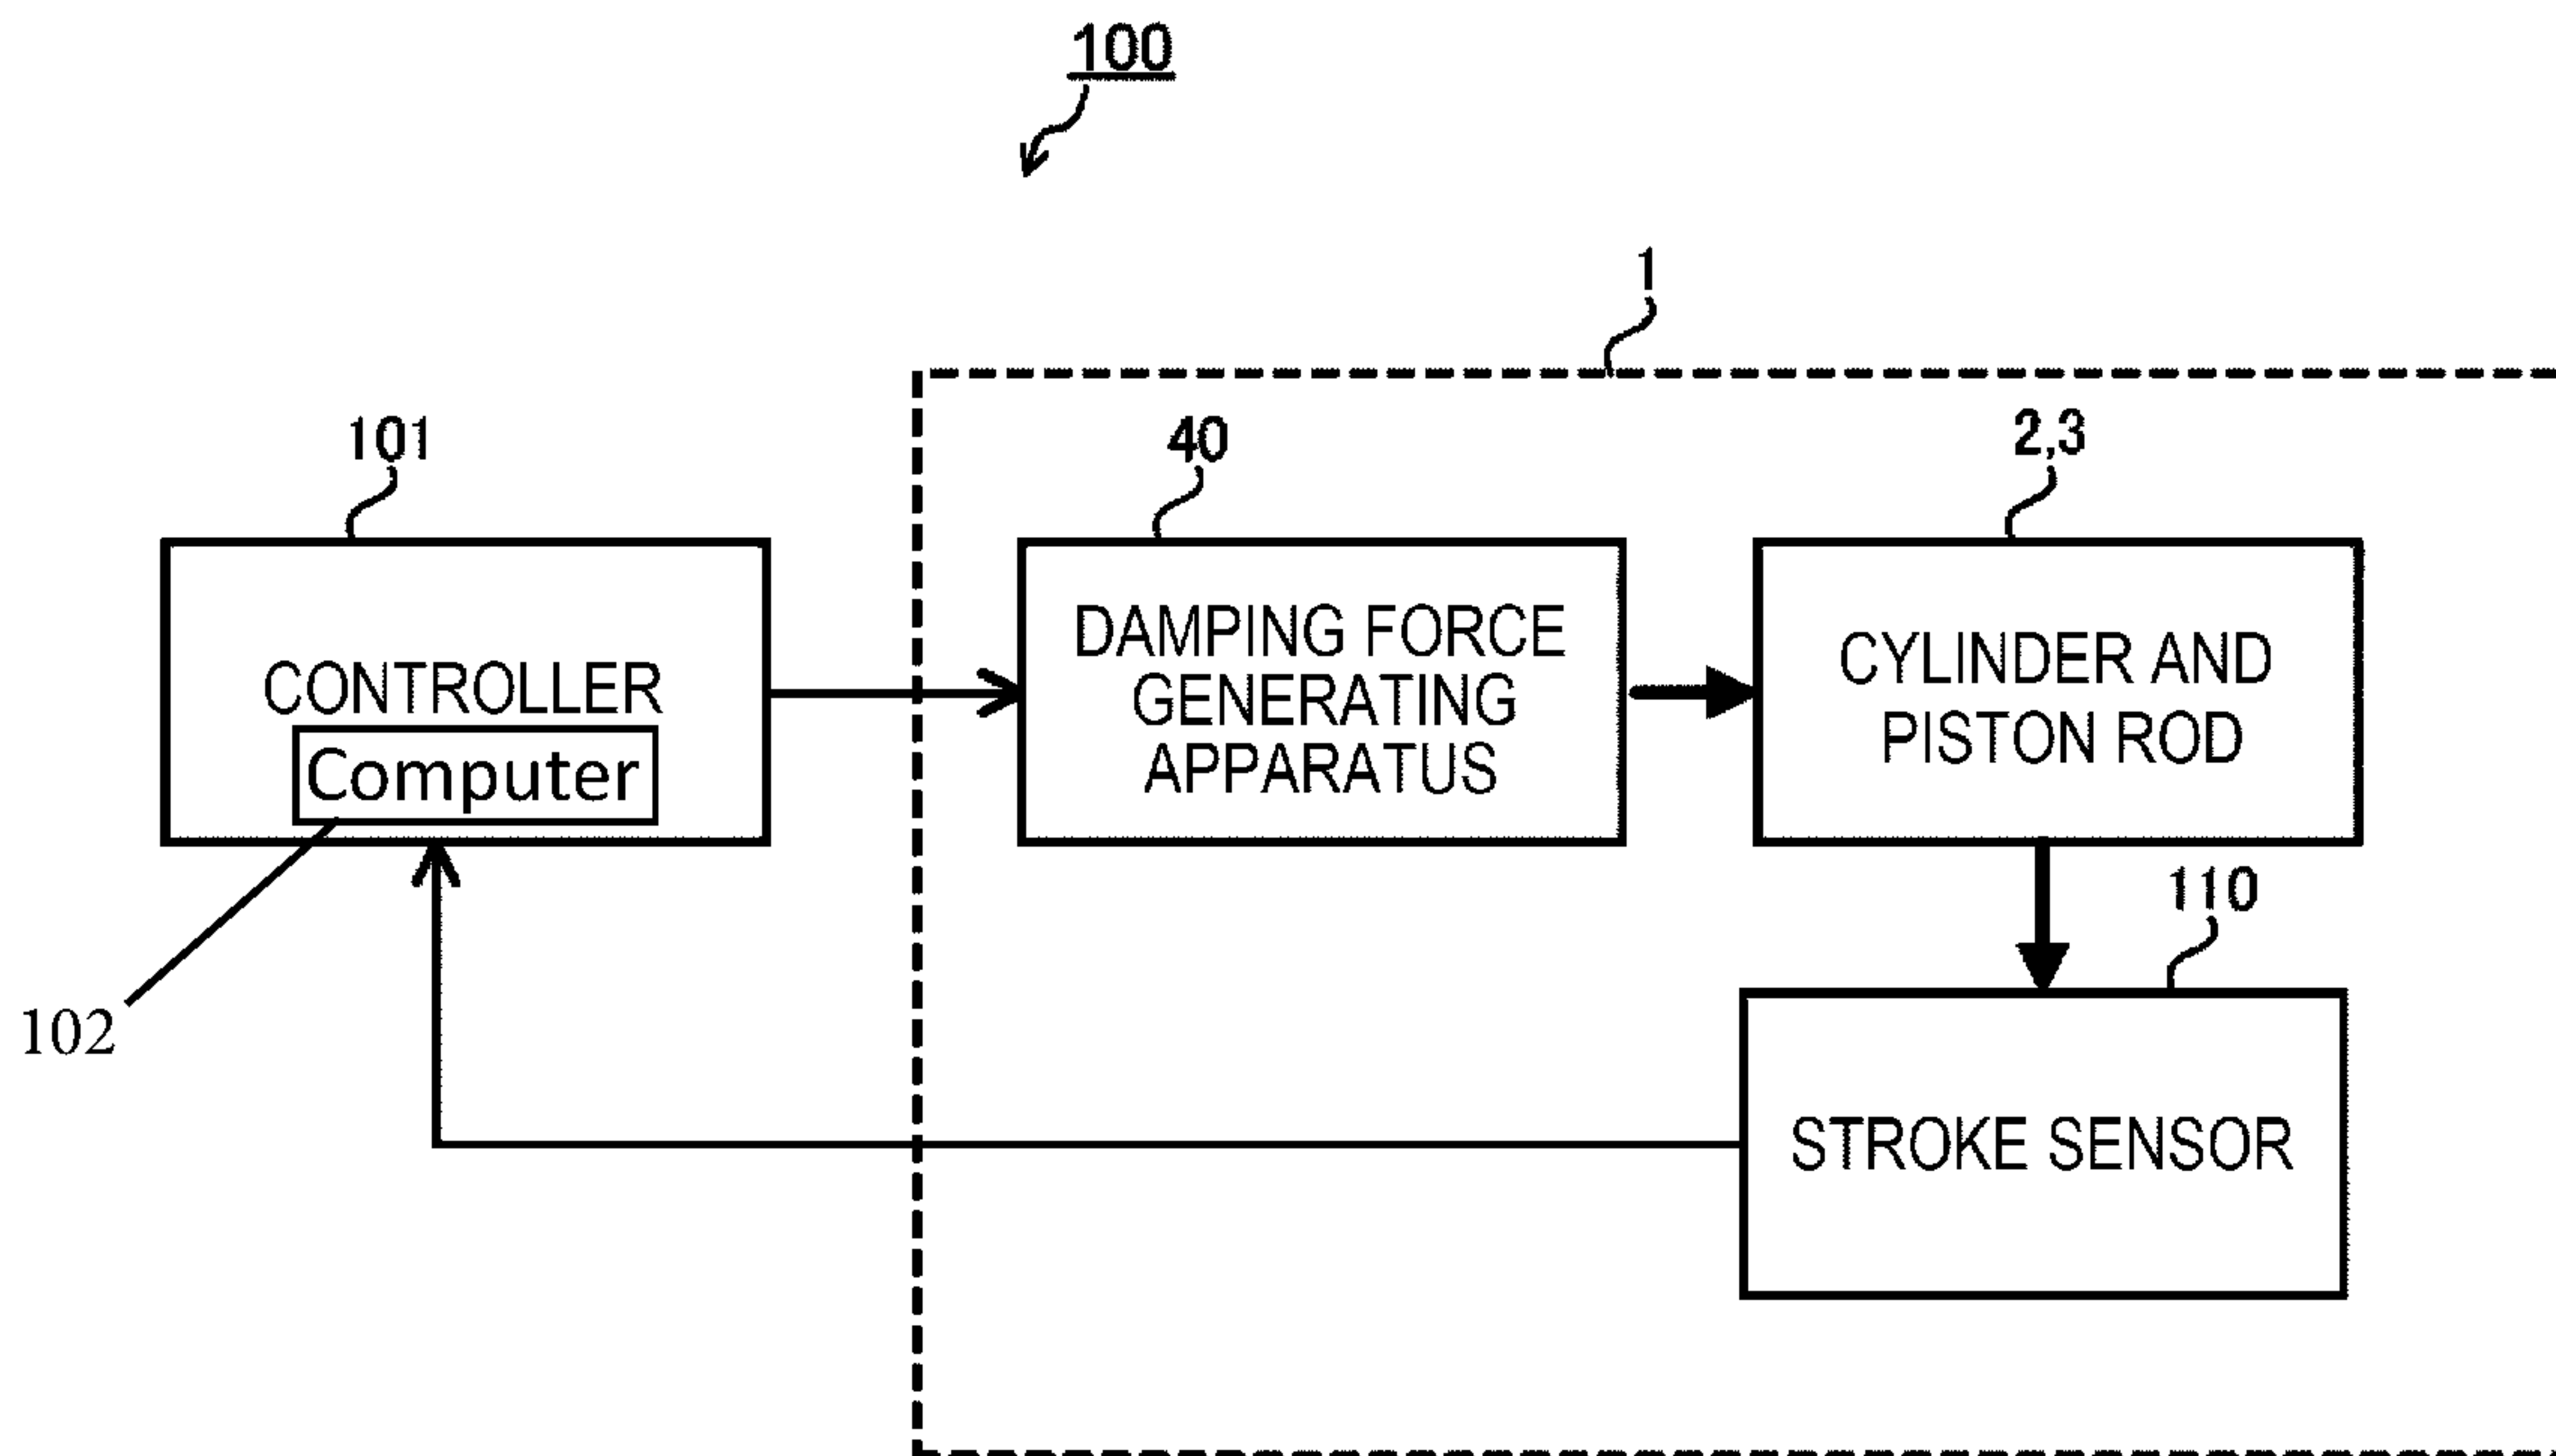 100
1
101
40
2,3
CONTROLLER
Computer
DAMPING FORCE
GENERATING
APPARATUS
CYLINDER AND
PISTON ROD
110
102
STROKE SENSOR